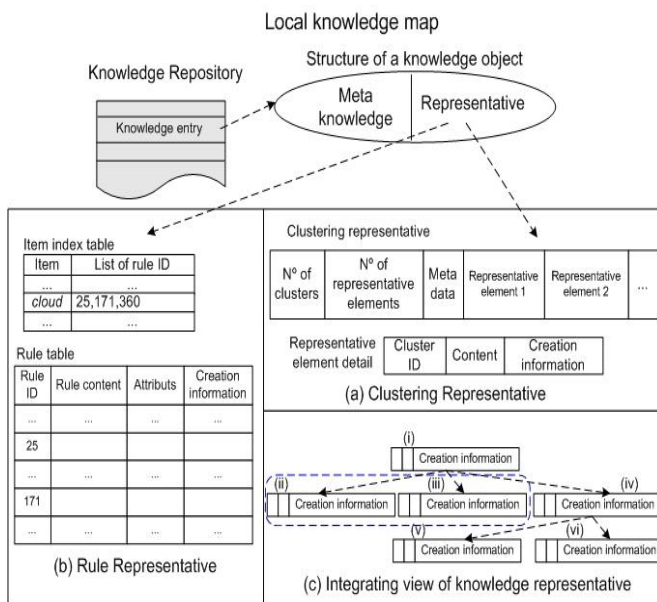 Local knowledge map
Structure of a knowledge object
Knowledge Repository
Meta knowledge
Representative
Knowledge entry
Item index table
Item List of rule ID
... ...
cloud 25,171,360
... ...
Rule table
Rule ID Rule content Attributs Creation information
... ... ... ...
25
... ... ... ...
171
... ... ... ...
(b) Rule Representative
Clustering representative
Nº of clusters Nº of representative elements Meta data Representative element 1 Representative element 2 ...
Representative element detail Cluster ID Content Creation information
(a) Clustering Representative
(i)
Creation information
(ii) (iii) (iv)
Creation information Creation information Creation information
(v) (vi)
Creation information Creation information
(c) Integrating view of knowledge representative